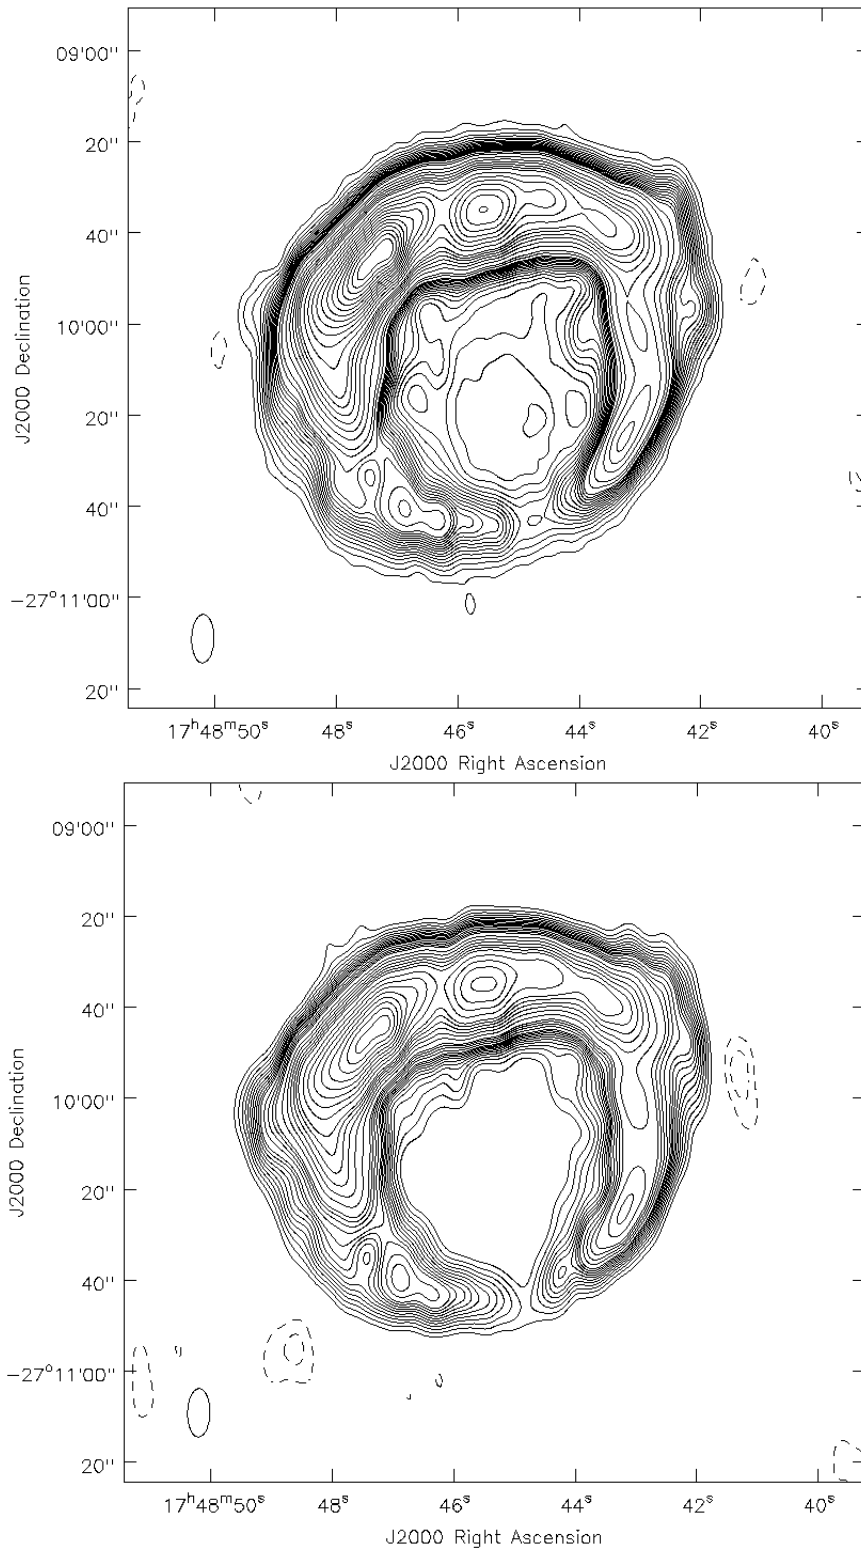 09'00"
20"
40"
10'00"
20"
40"
−27°11'00"
20"
J2000 Declination
17ʰ48ᵐ50ˢ 48ˢ 46ˢ 44ˢ 42ˢ 40ˢ
J2000 Right Ascension
09'00"
20"
40"
10'00"
20"
40"
−27°11'00"
20"
J2000 Declination
17ʰ48ᵐ50ˢ 48ˢ 46ˢ 44ˢ 42ˢ 40ˢ
J2000 Right Ascension